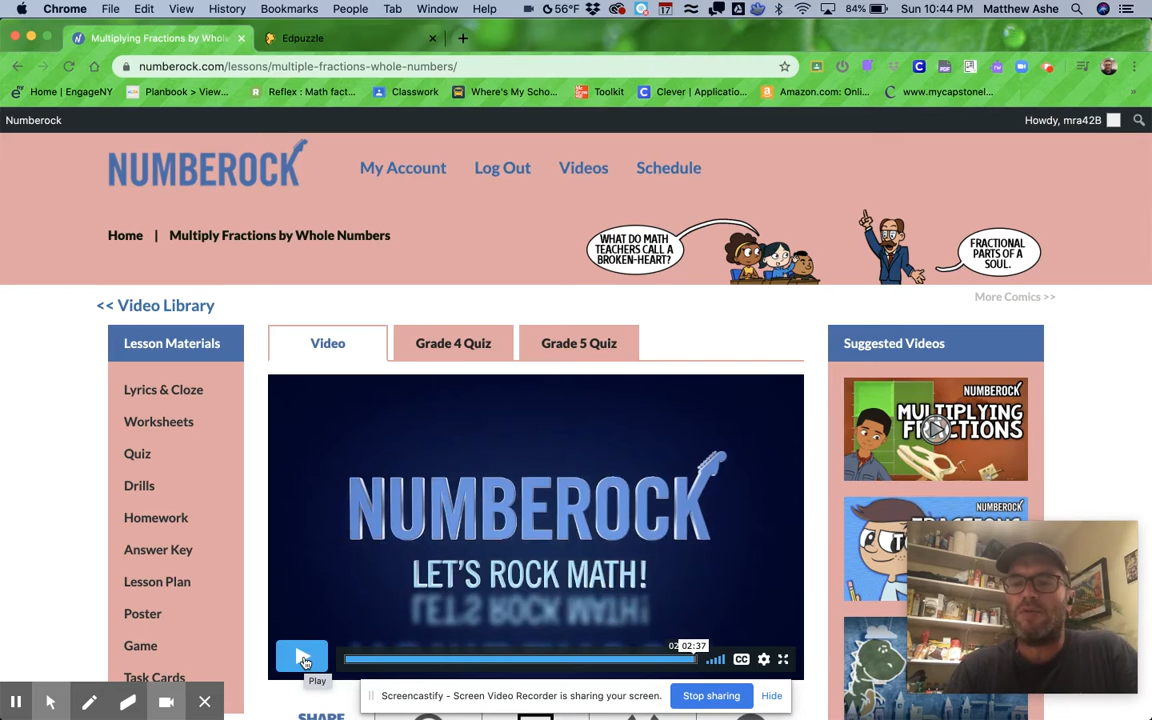 Chrome File Edit View History Bookmarks People Tab Window Help 56°F 17 84% Sun 10:44 PM Matthew Ashe
Multiplying Fractions by Whole
Edpuzzle
numberock.com/lessons/multiple-fractions-whole-numbers/
Home | EngageNY
Planbook > View...
Reflex : Math fact...
Classwork
Where's My Scho...
Toolkit
Clever | Applicatio...
Amazon.com: Onli...
www.mycapstonel...
Numberock
Howdy, mra42B
NUMBEROCK
My Account
Log Out
Videos
Schedule
Home | Multiply Fractions by Whole Numbers
WHAT DO MATH
TEACHERS CALL A
BROKEN-HEART?
FRACTIONAL
PARTS OF A
SOUL.
More Comics >>
<< Video Library
Lesson Materials
Lyrics & Cloze
Worksheets
Quiz
Drills
Homework
Answer Key
Lesson Plan
Poster
Game
Task Cards
Video
Grade 4 Quiz
Grade 5 Quiz
NUMBEROCK
LET'S ROCK MATH!
02:37
CC
Play
Suggested Videos
NUMBEROCK
MULTIPLYING
FRACTIONS
NUMBEROCK
Screencastify - Screen Video Recorder is sharing your screen.
Stop sharing
Hide
SHARE